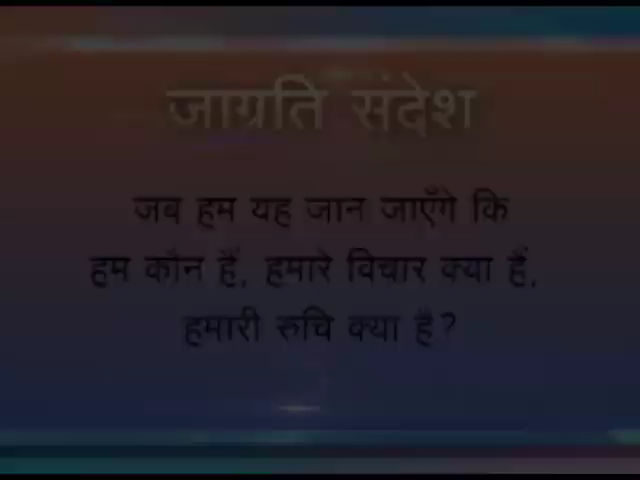 जाग्रति संदेश
जब हम यह जान जाएँगे कि
हम कौन हैं, हमारे विचार क्या हैं,
हमारी रुचि क्या है?